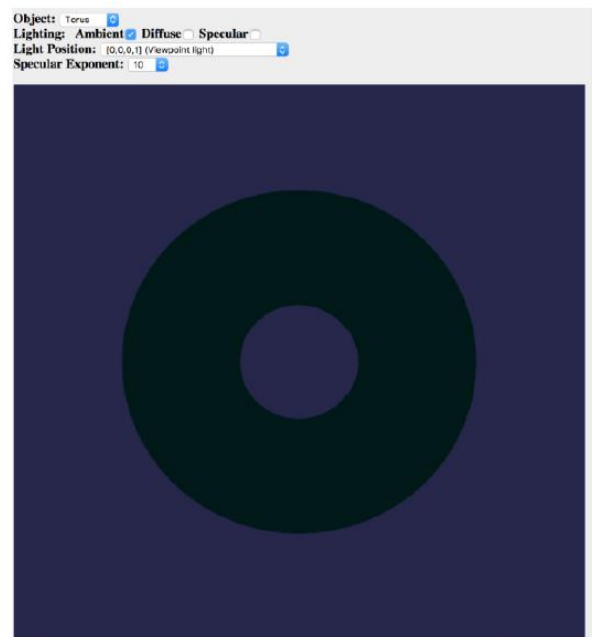 Object: Torus
Lighting: Ambient Diffuse Specular
Light Position: [0,0,0,1] (Viewpoint light)
Specular Exponent: 10